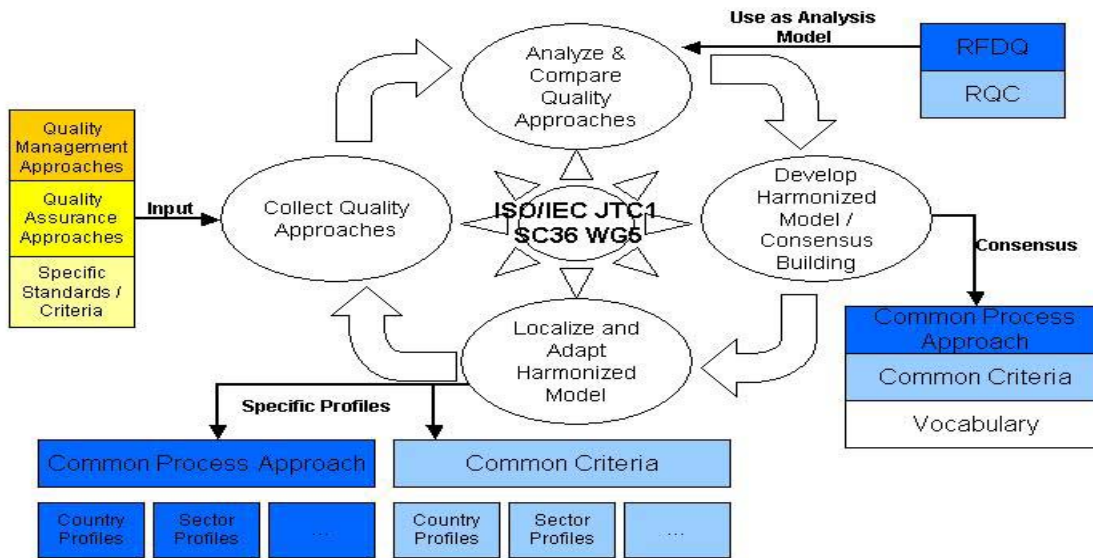 Use as Analysis
Model
RFDQ
RQC
Analyze &
Compare
Quality
Approaches
Quality
Management
Approaches
Quality
Assurance
Approaches
Specific
Standards /
Criteria
Input
Collect Quality
Approaches
ISO/IEC JTC1
SC36 WG5
Develop
Harmonized
Model /
Consensus
Building
Consensus
Common Process
Approach
Common Criteria
Vocabulary
Localize and
Adapt
Harmonized
Model
Specific Profiles
Common Process Approach
Common Criteria
Country
Profiles
Sector
Profiles
...
Country
Profiles
Sector
Profiles
...